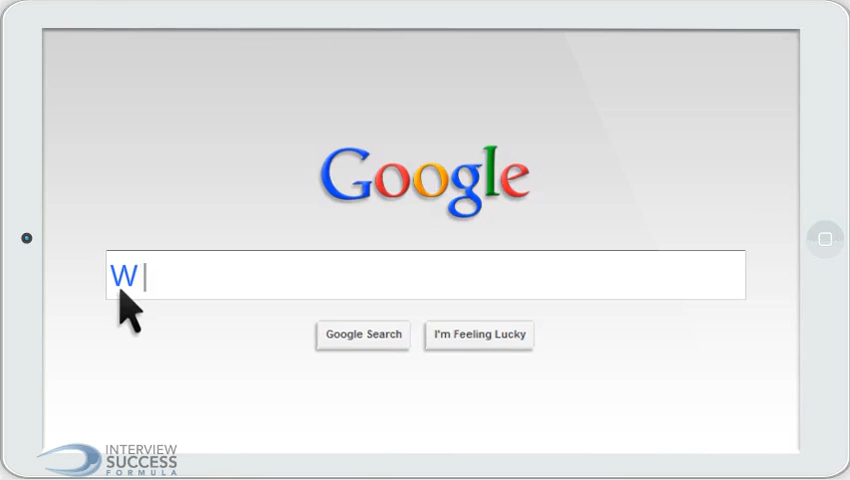 Google
W
Google Search
I'm Feeling Lucky
INTERVIEW
SUCCESS
FORMULA